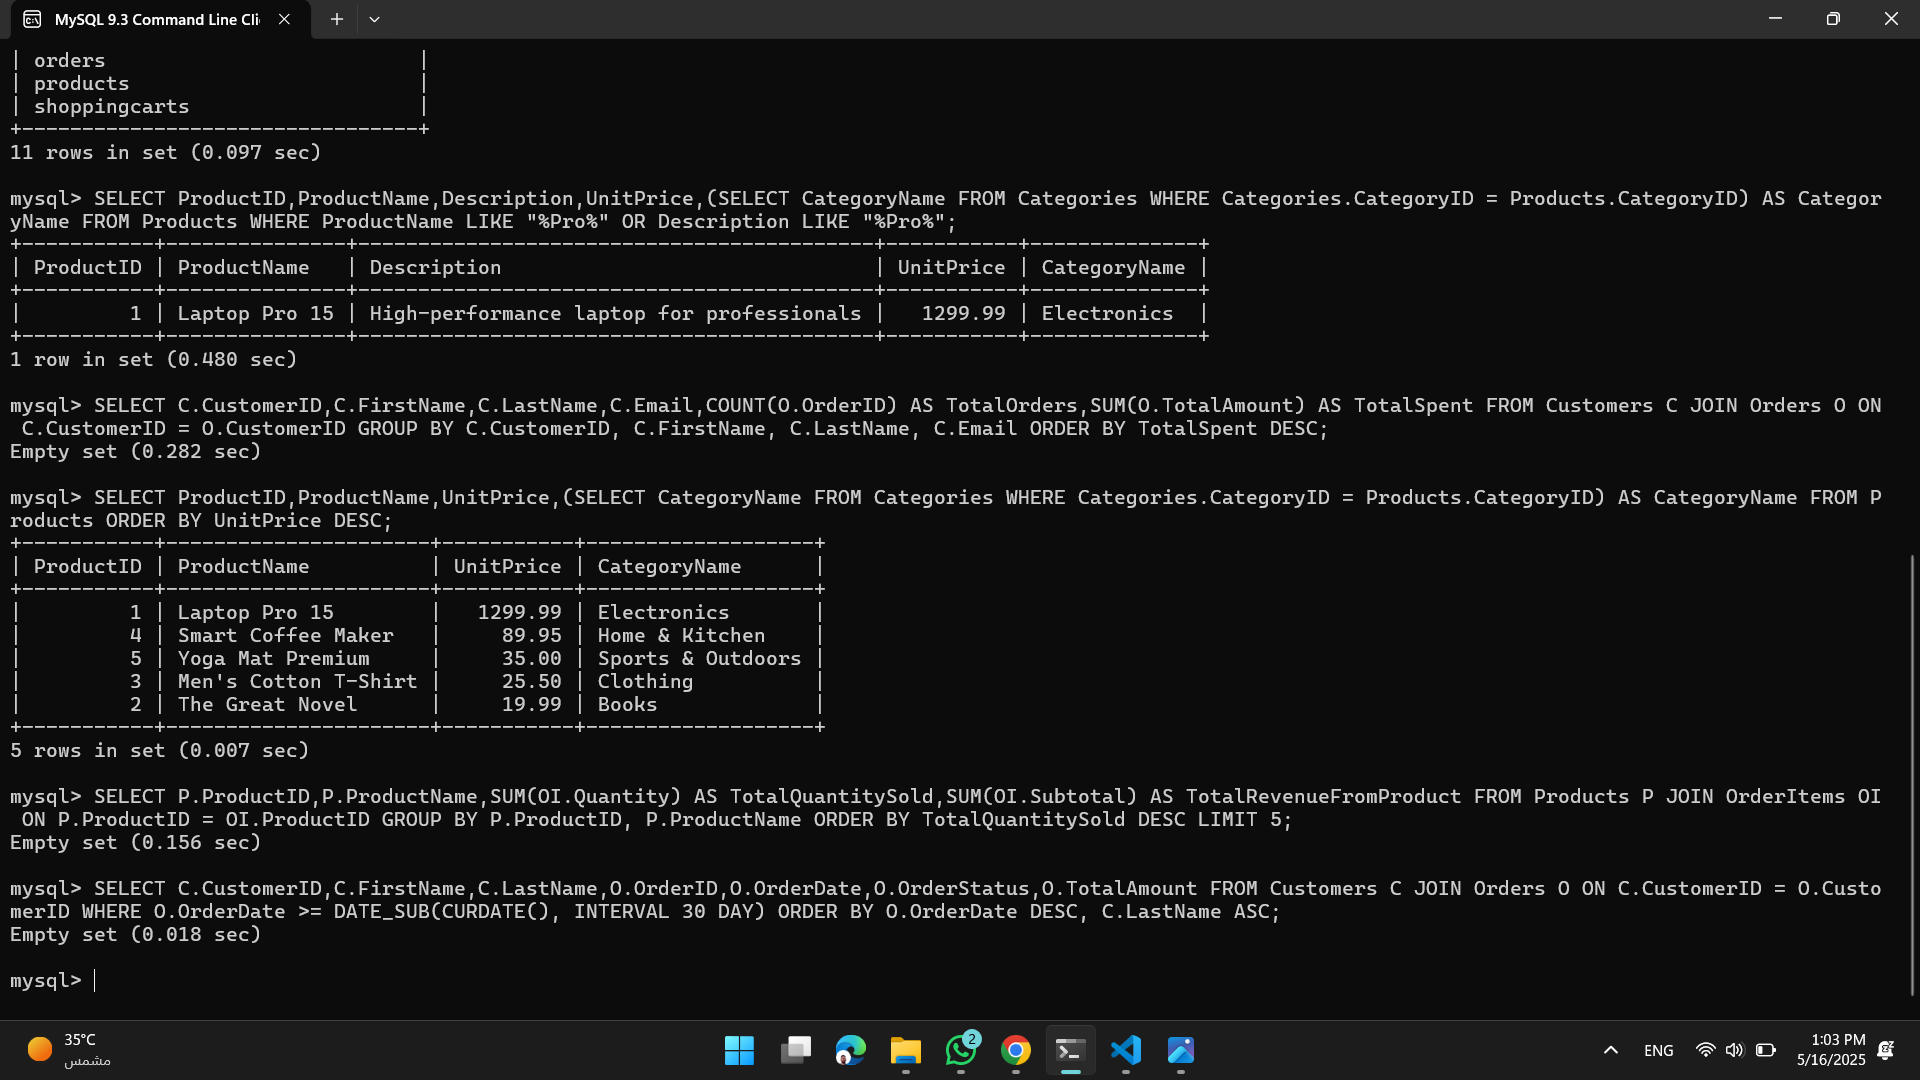 MySQL 9.3 Command Line Cli
| orders                          |
| products                        |
| shoppingcarts                   |
+---------------------------------+
11 rows in set (0.097 sec)
mysql> SELECT ProductID,ProductName,Description,UnitPrice,(SELECT CategoryName FROM Categories WHERE Categories.CategoryID = Products.CategoryID) AS Categor
yName FROM Products WHERE ProductName LIKE "%Pro%" OR Description LIKE "%Pro%";
+-----------+---------------+-------------------------------------------+-----------+--------------+
| ProductID | ProductName   | Description                               | UnitPrice | CategoryName |
+-----------+---------------+-------------------------------------------+-----------+--------------+
|         1 | Laptop Pro 15 | High-performance laptop for professionals |   1299.99 | Electronics  |
+-----------+---------------+-------------------------------------------+-----------+--------------+
1 row in set (0.480 sec)
mysql> SELECT C.CustomerID,C.FirstName,C.LastName,C.Email,COUNT(O.OrderID) AS TotalOrders,SUM(O.TotalAmount) AS TotalSpent FROM Customers C JOIN Orders O ON
 C.CustomerID = O.CustomerID GROUP BY C.CustomerID, C.FirstName, C.LastName, C.Email ORDER BY TotalSpent DESC;
Empty set (0.282 sec)
mysql> SELECT ProductID,ProductName,UnitPrice,(SELECT CategoryName FROM Categories WHERE Categories.CategoryID = Products.CategoryID) AS CategoryName FROM P
roducts ORDER BY UnitPrice DESC;
+-----------+----------------------+-----------+-------------------+
| ProductID | ProductName          | UnitPrice | CategoryName      |
+-----------+----------------------+-----------+-------------------+
|         1 | Laptop Pro 15        |   1299.99 | Electronics       |
|         4 | Smart Coffee Maker   |     89.95 | Home & Kitchen    |
|         5 | Yoga Mat Premium     |     35.00 | Sports & Outdoors |
|         3 | Men's Cotton T-Shirt |     25.50 | Clothing          |
|         2 | The Great Novel      |     19.99 | Books             |
+-----------+----------------------+-----------+-------------------+
5 rows in set (0.007 sec)
mysql> SELECT P.ProductID,P.ProductName,SUM(OI.Quantity) AS TotalQuantitySold,SUM(OI.Subtotal) AS TotalRevenueFromProduct FROM Products P JOIN OrderItems OI
 ON P.ProductID = OI.ProductID GROUP BY P.ProductID, P.ProductName ORDER BY TotalQuantitySold DESC LIMIT 5;
Empty set (0.156 sec)
mysql> SELECT C.CustomerID,C.FirstName,C.LastName,O.OrderID,O.OrderDate,O.OrderStatus,O.TotalAmount FROM Customers C JOIN Orders O ON C.CustomerID = O.Custo
merID WHERE O.OrderDate >= DATE_SUB(CURDATE(), INTERVAL 30 DAY) ORDER BY O.OrderDate DESC, C.LastName ASC;
Empty set (0.018 sec)
mysql>
35°C
مشمس
2
ENG
1:03 PM
5/16/2025